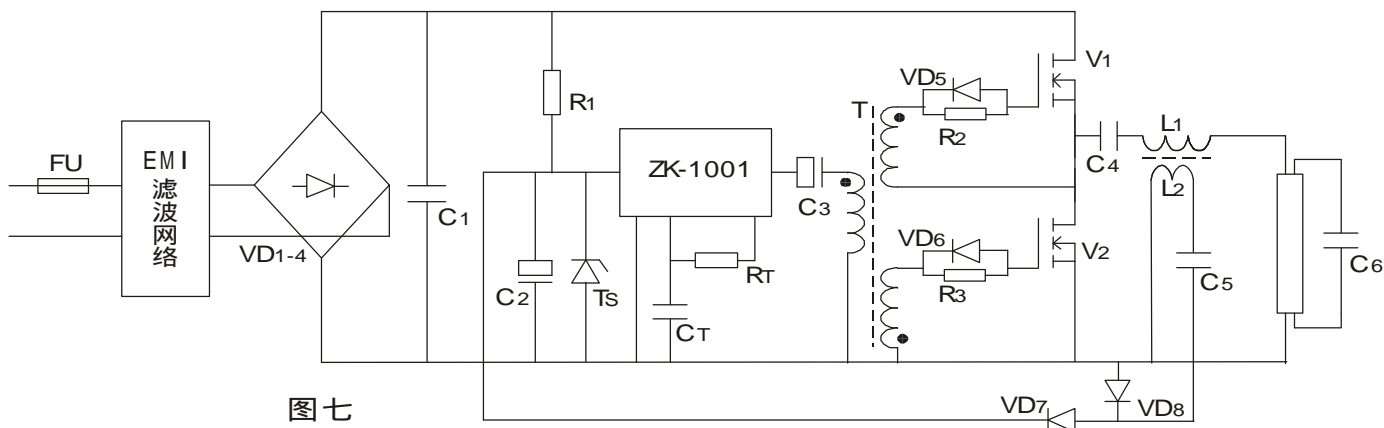 FU
EMI
滤波网络
VD1-4
C1
R1
C2
TS
ZK-1001
RT
CT
C3
T
VD5
R2
VD6
R3
V1
V2
C4
L1
L2
C5
C6
VD7
VD8
图七